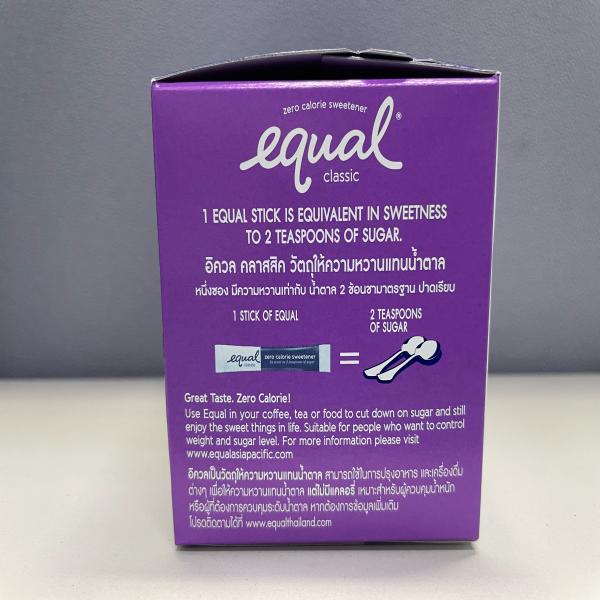 zero calorie sweetener
equal®
classic
1 EQUAL STICK IS EQUIVALENT IN SWEETNESS
TO 2 TEASPOONS OF SUGAR.
อิควล คลาสสิค วัตถุให้ความหวานแทนน้ำตาล
หนึ่งซอง มีความหวานเท่ากับ น้ำตาล 2 ช้อนชามาตรฐาน ปาดเรียบ
1 STICK OF EQUAL
2 TEASPOONS
OF SUGAR
equal
classic
zero calorie sweetener
=
Great Taste. Zero Calorie!
Use Equal in your coffee, tea or food to cut down on sugar and still
enjoy the sweet things in life. Suitable for people who want to control
weight and sugar level. For more information please visit
www.equalasiapacific.com
อิควลเป็นวัตถุให้ความหวานแทนน้ำตาล สามารถใช้ในการปรุงอาหาร และเครื่องดื่ม
ต่างๆ เพื่อให้ความหวานแทนน้ำตาล แต่ไม่มีแคลอรี่ เหมาะสำหรับผู้ควบคุมน้ำหนัก
หรือผู้ที่ต้องการควบคุมระดับน้ำตาล หากต้องการข้อมูลเพิ่มเติม
โปรดติดตามได้ที่ www.equalthailand.com